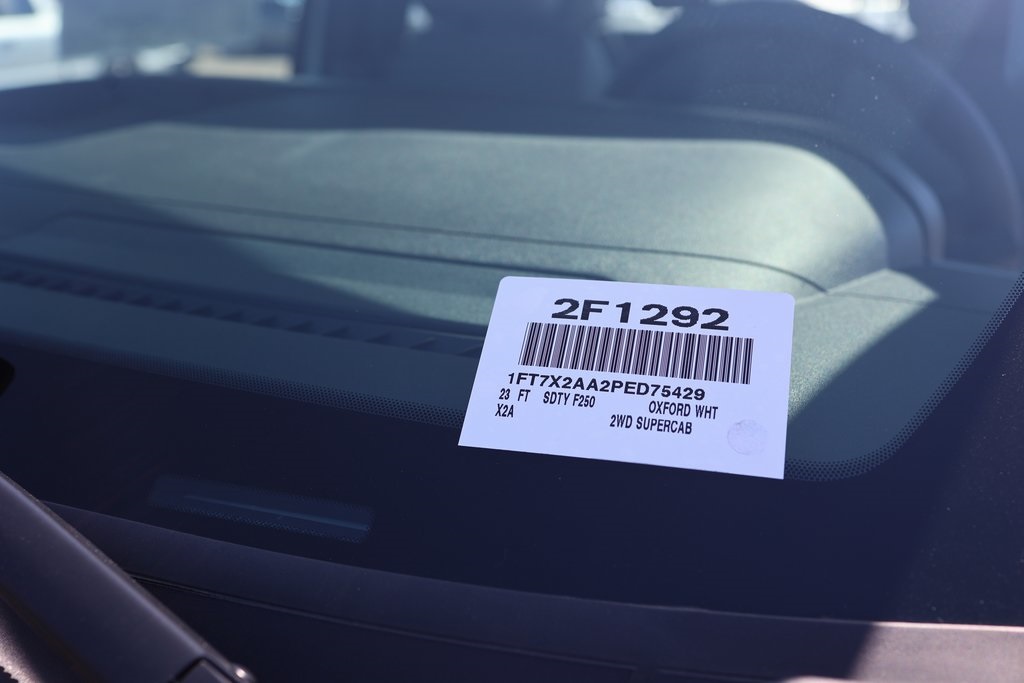 2F1292
1FT7X2AA2PED75429
23 FT SDTY F250 OXFORD WHT
X2A 2WD SUPERCAB